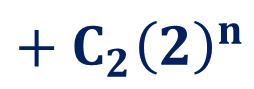 + C₂(2)ⁿ